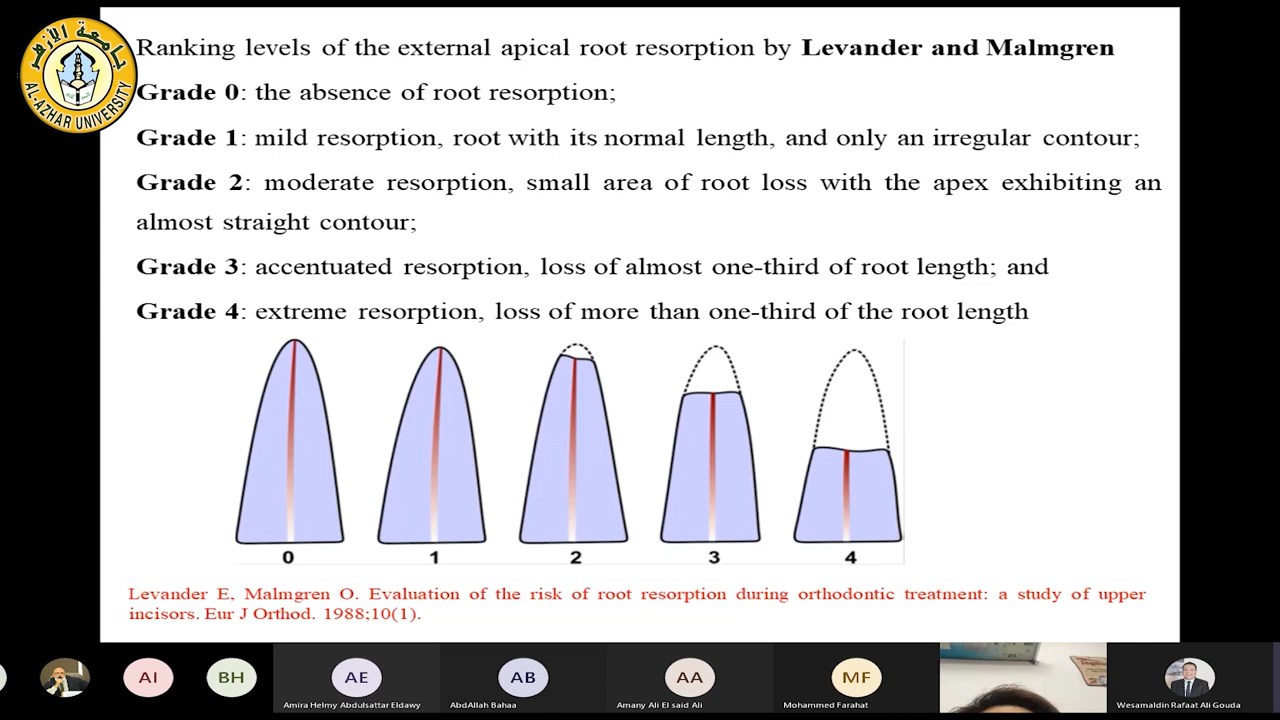 جامعة الأزهر
AL-AZHAR UNIVERSITY
Ranking levels of the external apical root resorption by Levander and Malmgren
Grade 0: the absence of root resorption;
Grade 1: mild resorption, root with its normal length, and only an irregular contour;
Grade 2: moderate resorption, small area of root loss with the apex exhibiting an
almost straight contour;
Grade 3: accentuated resorption, loss of almost one-third of root length; and
Grade 4: extreme resorption, loss of more than one-third of the root length
0 1 2 3 4
Levander E, Malmgren O. Evaluation of the risk of root resorption during orthodontic treatment: a study of upper
incisors. Eur J Orthod. 1988;10(1).
AI BH AE AB AA MF
Amira Helmy Abdulsattar Eldawy AbdAllah Bahaa Amany Ali El said Ali Mohammed Farahat Wesamaldin Rafaat Ali Gouda